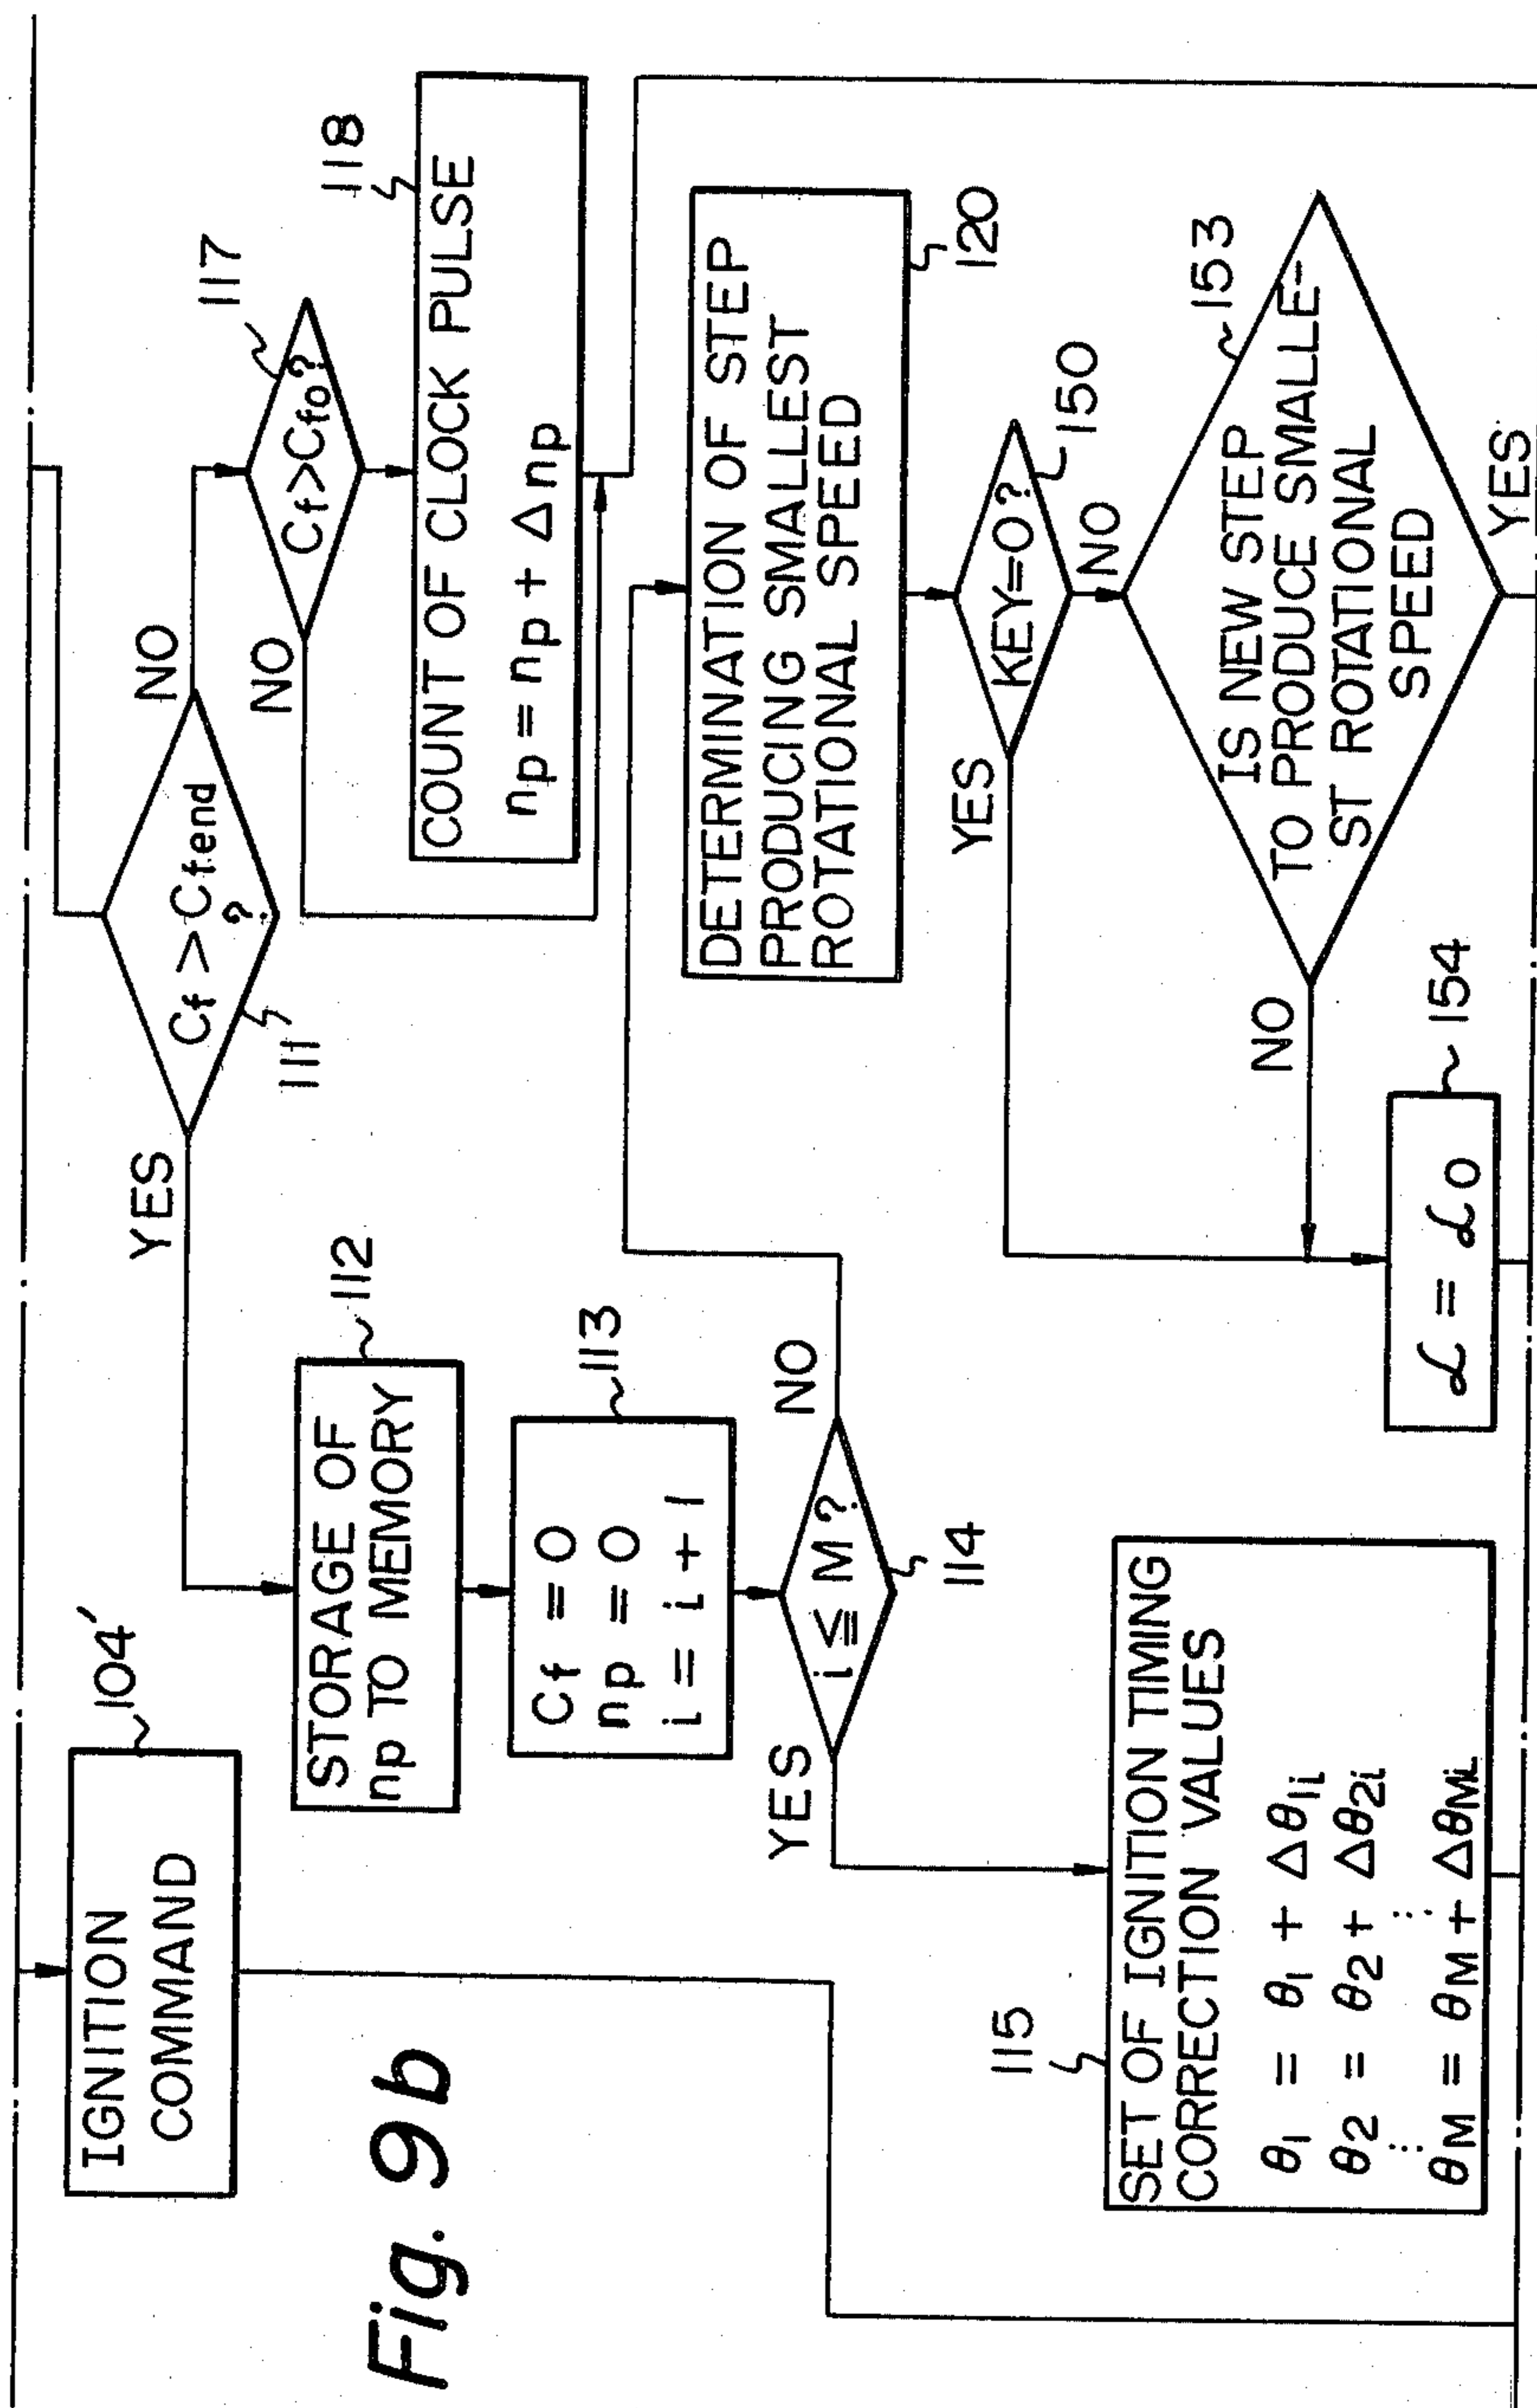 Fig. 9b
IGNITION
COMMAND
104'
Cf > Cfend
?
111
YES
NO
Cf>Cfo?
117
NO
COUNT OF CLOCK PULSE
np = np + Δnp
118
STORAGE OF
np TO MEMORY
112
Cf = 0
np = 0
i = i + 1
113
i ≦ M ?
114
YES
NO
SET OF IGNITION TIMING
CORRECTION VALUES
θ1 = θ1 + Δθ1i
θ2 = θ2 + Δθ2i
⋮ ⋮
θM = θM + ΔθMi
115
DETERMINATION OF STEP
PRODUCING SMALLEST
ROTATIONAL SPEED
120
KEY=0?
150
YES
NO
IS NEW STEP
TO PRODUCE SMALLE-
ST ROTATIONAL
SPEED
153
NO
YES
ℒ = ℒ0
154